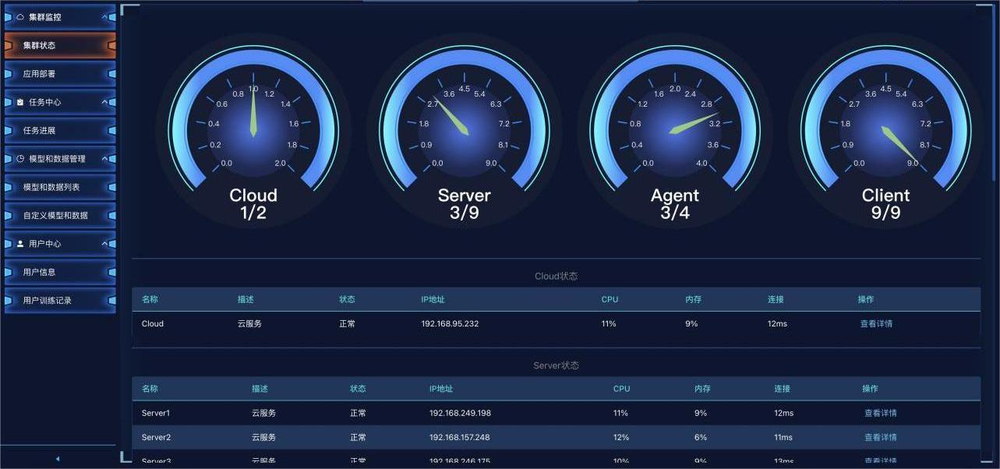 集群监控
集群状态
应用部署
任务中心
任务进展
模型和数据管理
模型和数据列表
自定义模型和数据
用户中心
用户信息
用户训练记录
0.0 0.2 0.4 0.6 0.8 1.0 1.2 1.4 1.6 1.8 2.0
Cloud
1/2
0.0 0.9 1.8 2.7 3.6 4.5 5.4 6.3 7.2 8.1 9.0
Server
3/9
0.0 0.4 0.8 1.2 1.6 2.0 2.4 2.8 3.2 3.6 4.0
Agent
3/4
0.0 0.9 1.8 2.7 3.6 4.5 5.4 6.3 7.2 8.1 9.0
Client
9/9
Cloud状态
名称 描述 状态 IP地址 CPU 内存 连接 操作
Cloud 云服务 正常 192.168.95.232 11% 9% 12ms 查看详情
Server状态
名称 描述 状态 IP地址 CPU 内存 连接 操作
Server1 云服务 正常 192.168.249.198 11% 9% 12ms 查看详情
Server2 云服务 正常 192.168.157.248 12% 6% 11ms 查看详情
Server3 云服务 正常 192.168.246.175 10% 9% 13ms 查看详情